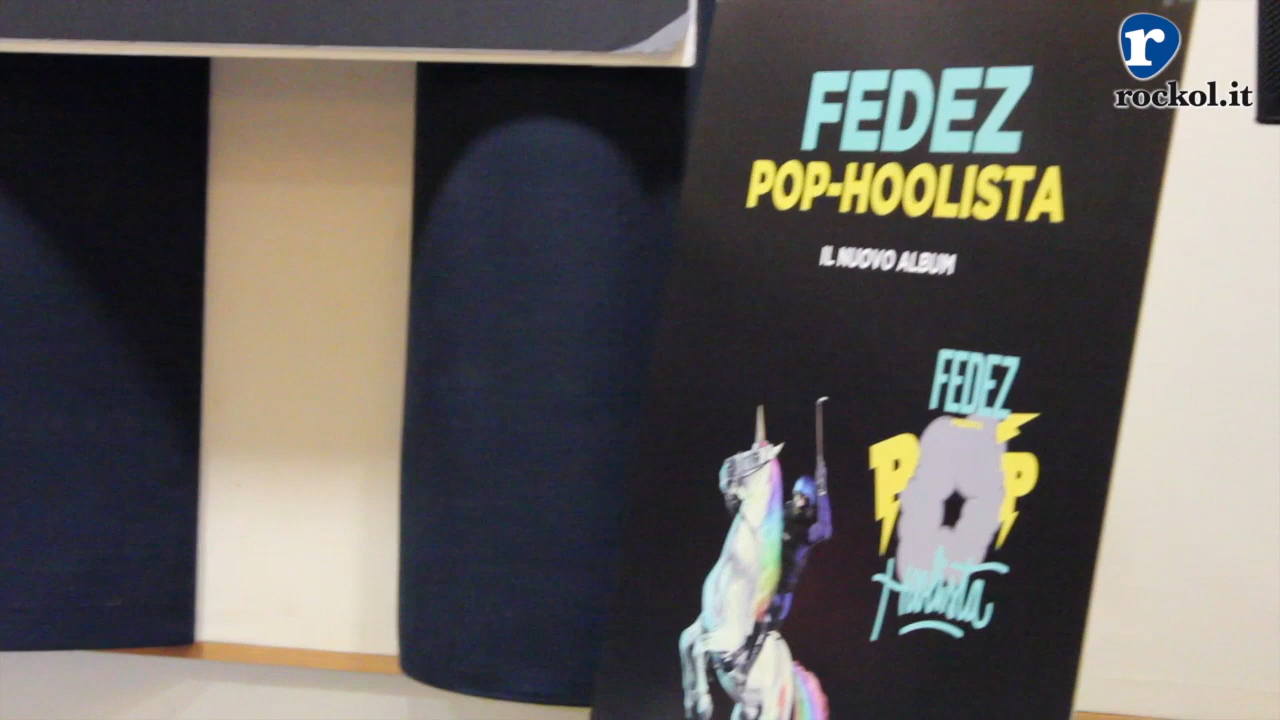 r
rockol.it
FEDEZ
POP-HOOLISTA
IL NUOVO ALBUM
FEDEZ
POP
Hoolista